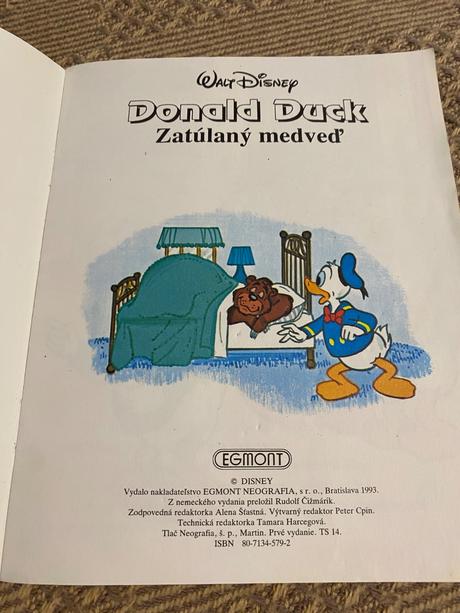 WALT DISNEY
Donald Duck
Zatúlaný medveď
EGMONT
© DISNEY
Vydalo nakladateľstvo EGMONT NEOGRAFIA, s r. o., Bratislava 1993.
Z nemeckého vydania preložil Rudolf Čižmárik.
Zodpovedná redaktorka Alena Šťastná. Výtvarný redaktor Peter Cpin.
Technická redaktorka Tamara Harcegová.
Tlač Neografia, š. p., Martin. Prvé vydanie. TS 14.
ISBN 80-7134-579-2